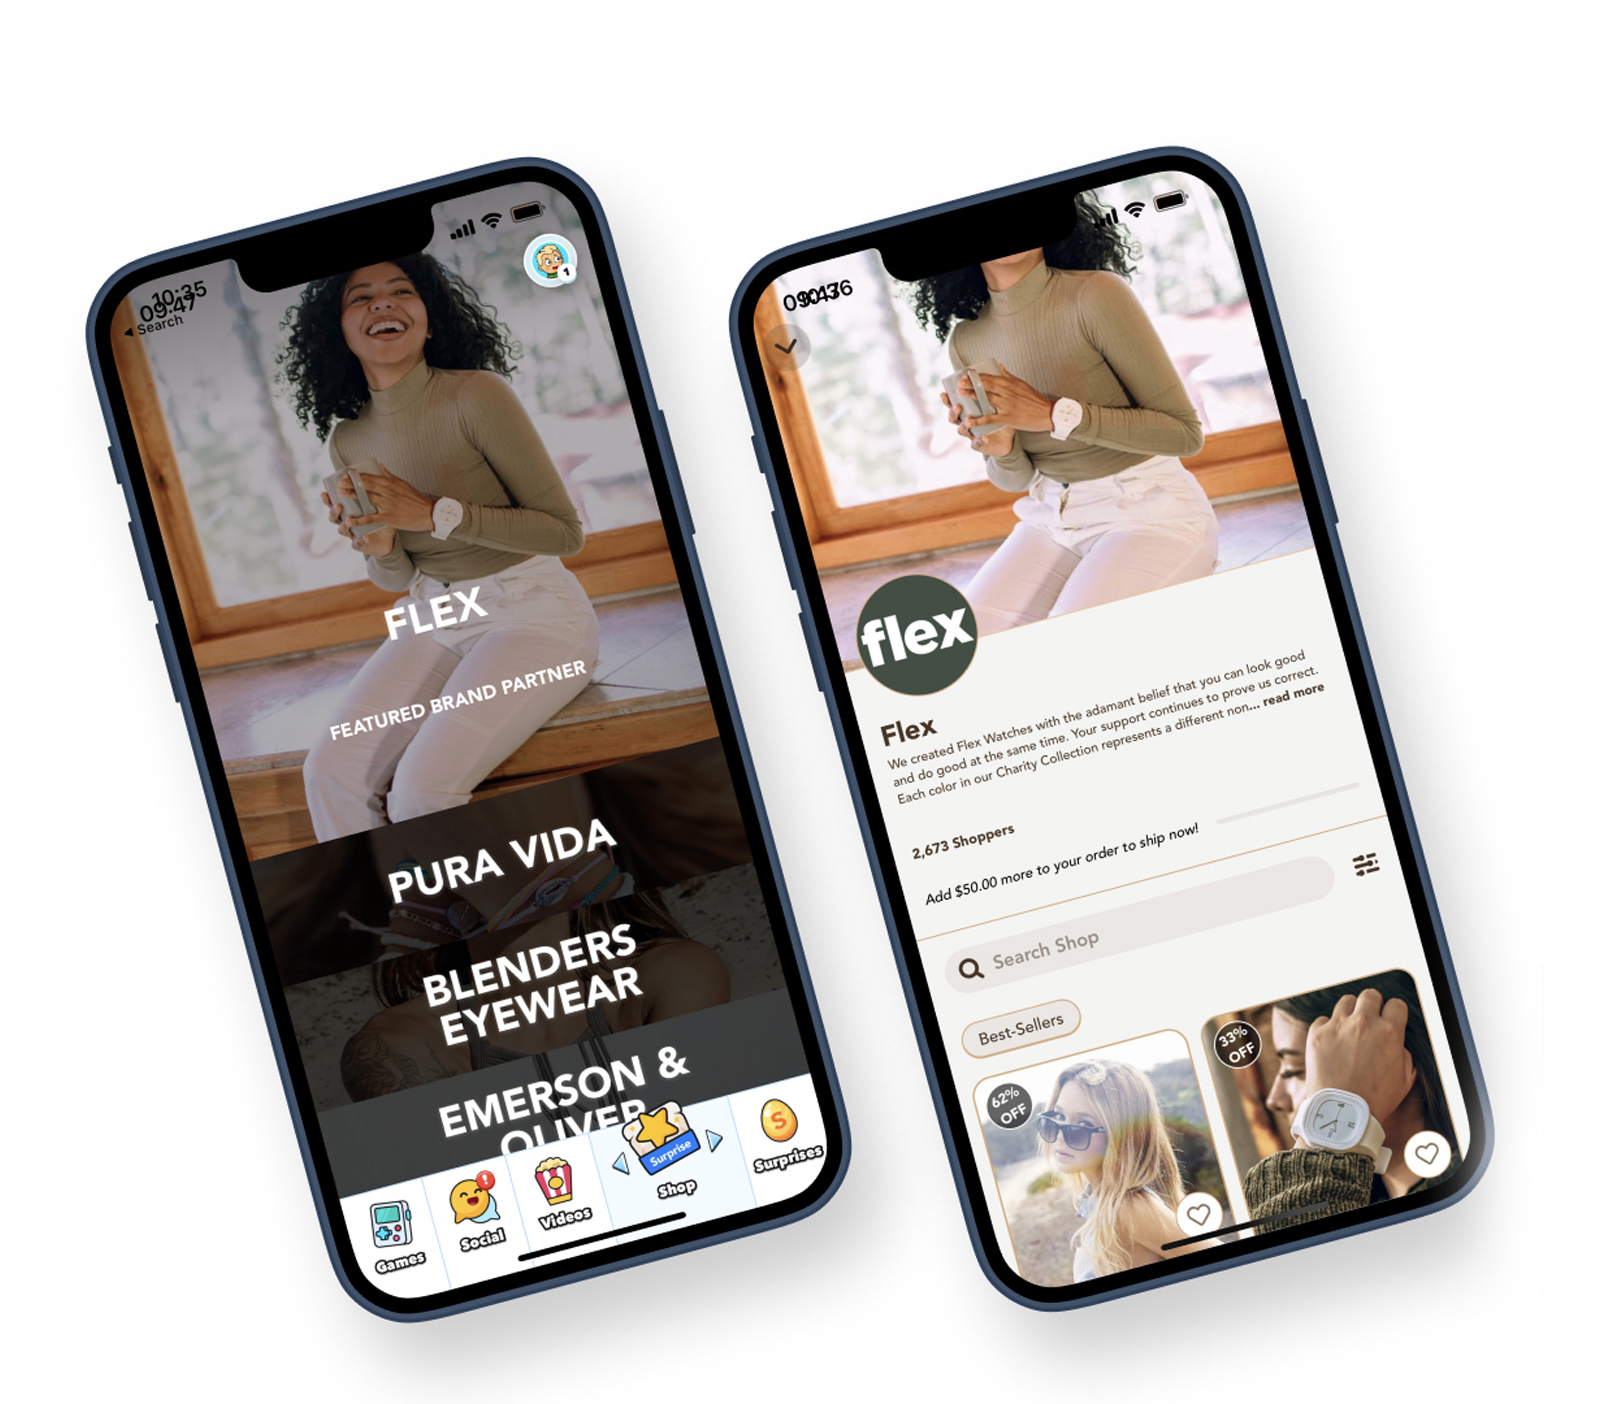 10:35
09:47
◀ Search
1
FLEX
FEATURED BRAND PARTNER
PURA VIDA
BLENDERS
EYEWEAR
EMERSON &
OLIVER
Games
Social
Videos
Surprise
Shop
S
Surprises
flex
Flex
We created Flex Watches with the adamant belief that you can look good
and do good at the same time. Your support continues to prove us correct.
Each color in our Charity Collection represents a different non... read more
2,673 Shoppers
Add $50.00 more to your order to ship now!
Search Shop
Best-Sellers
62%
OFF
33%
OFF